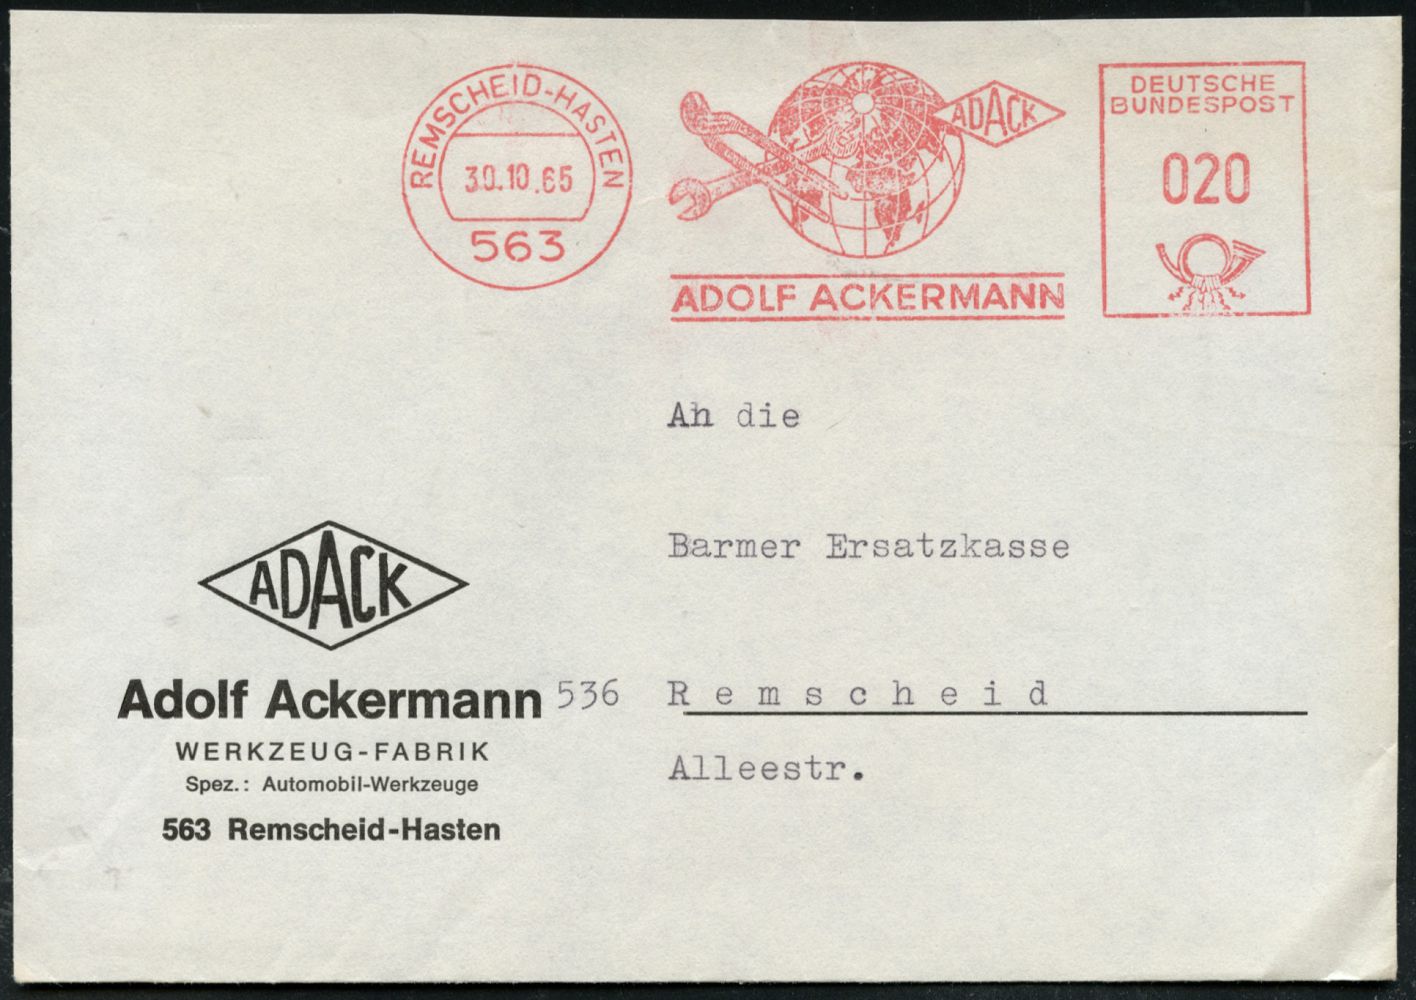 REMSCHEID-HASTEN
30.10.65
563
ADACK
ADOLF ACKERMANN
DEUTSCHE
BUNDESPOST
020
An die
Barmer Ersatzkasse
536 Remscheid
Alleestr.
ADACK
Adolf Ackermann
WERKZEUG-FABRIK
Spez.: Automobil-Werkzeuge
563 Remscheid-Hasten